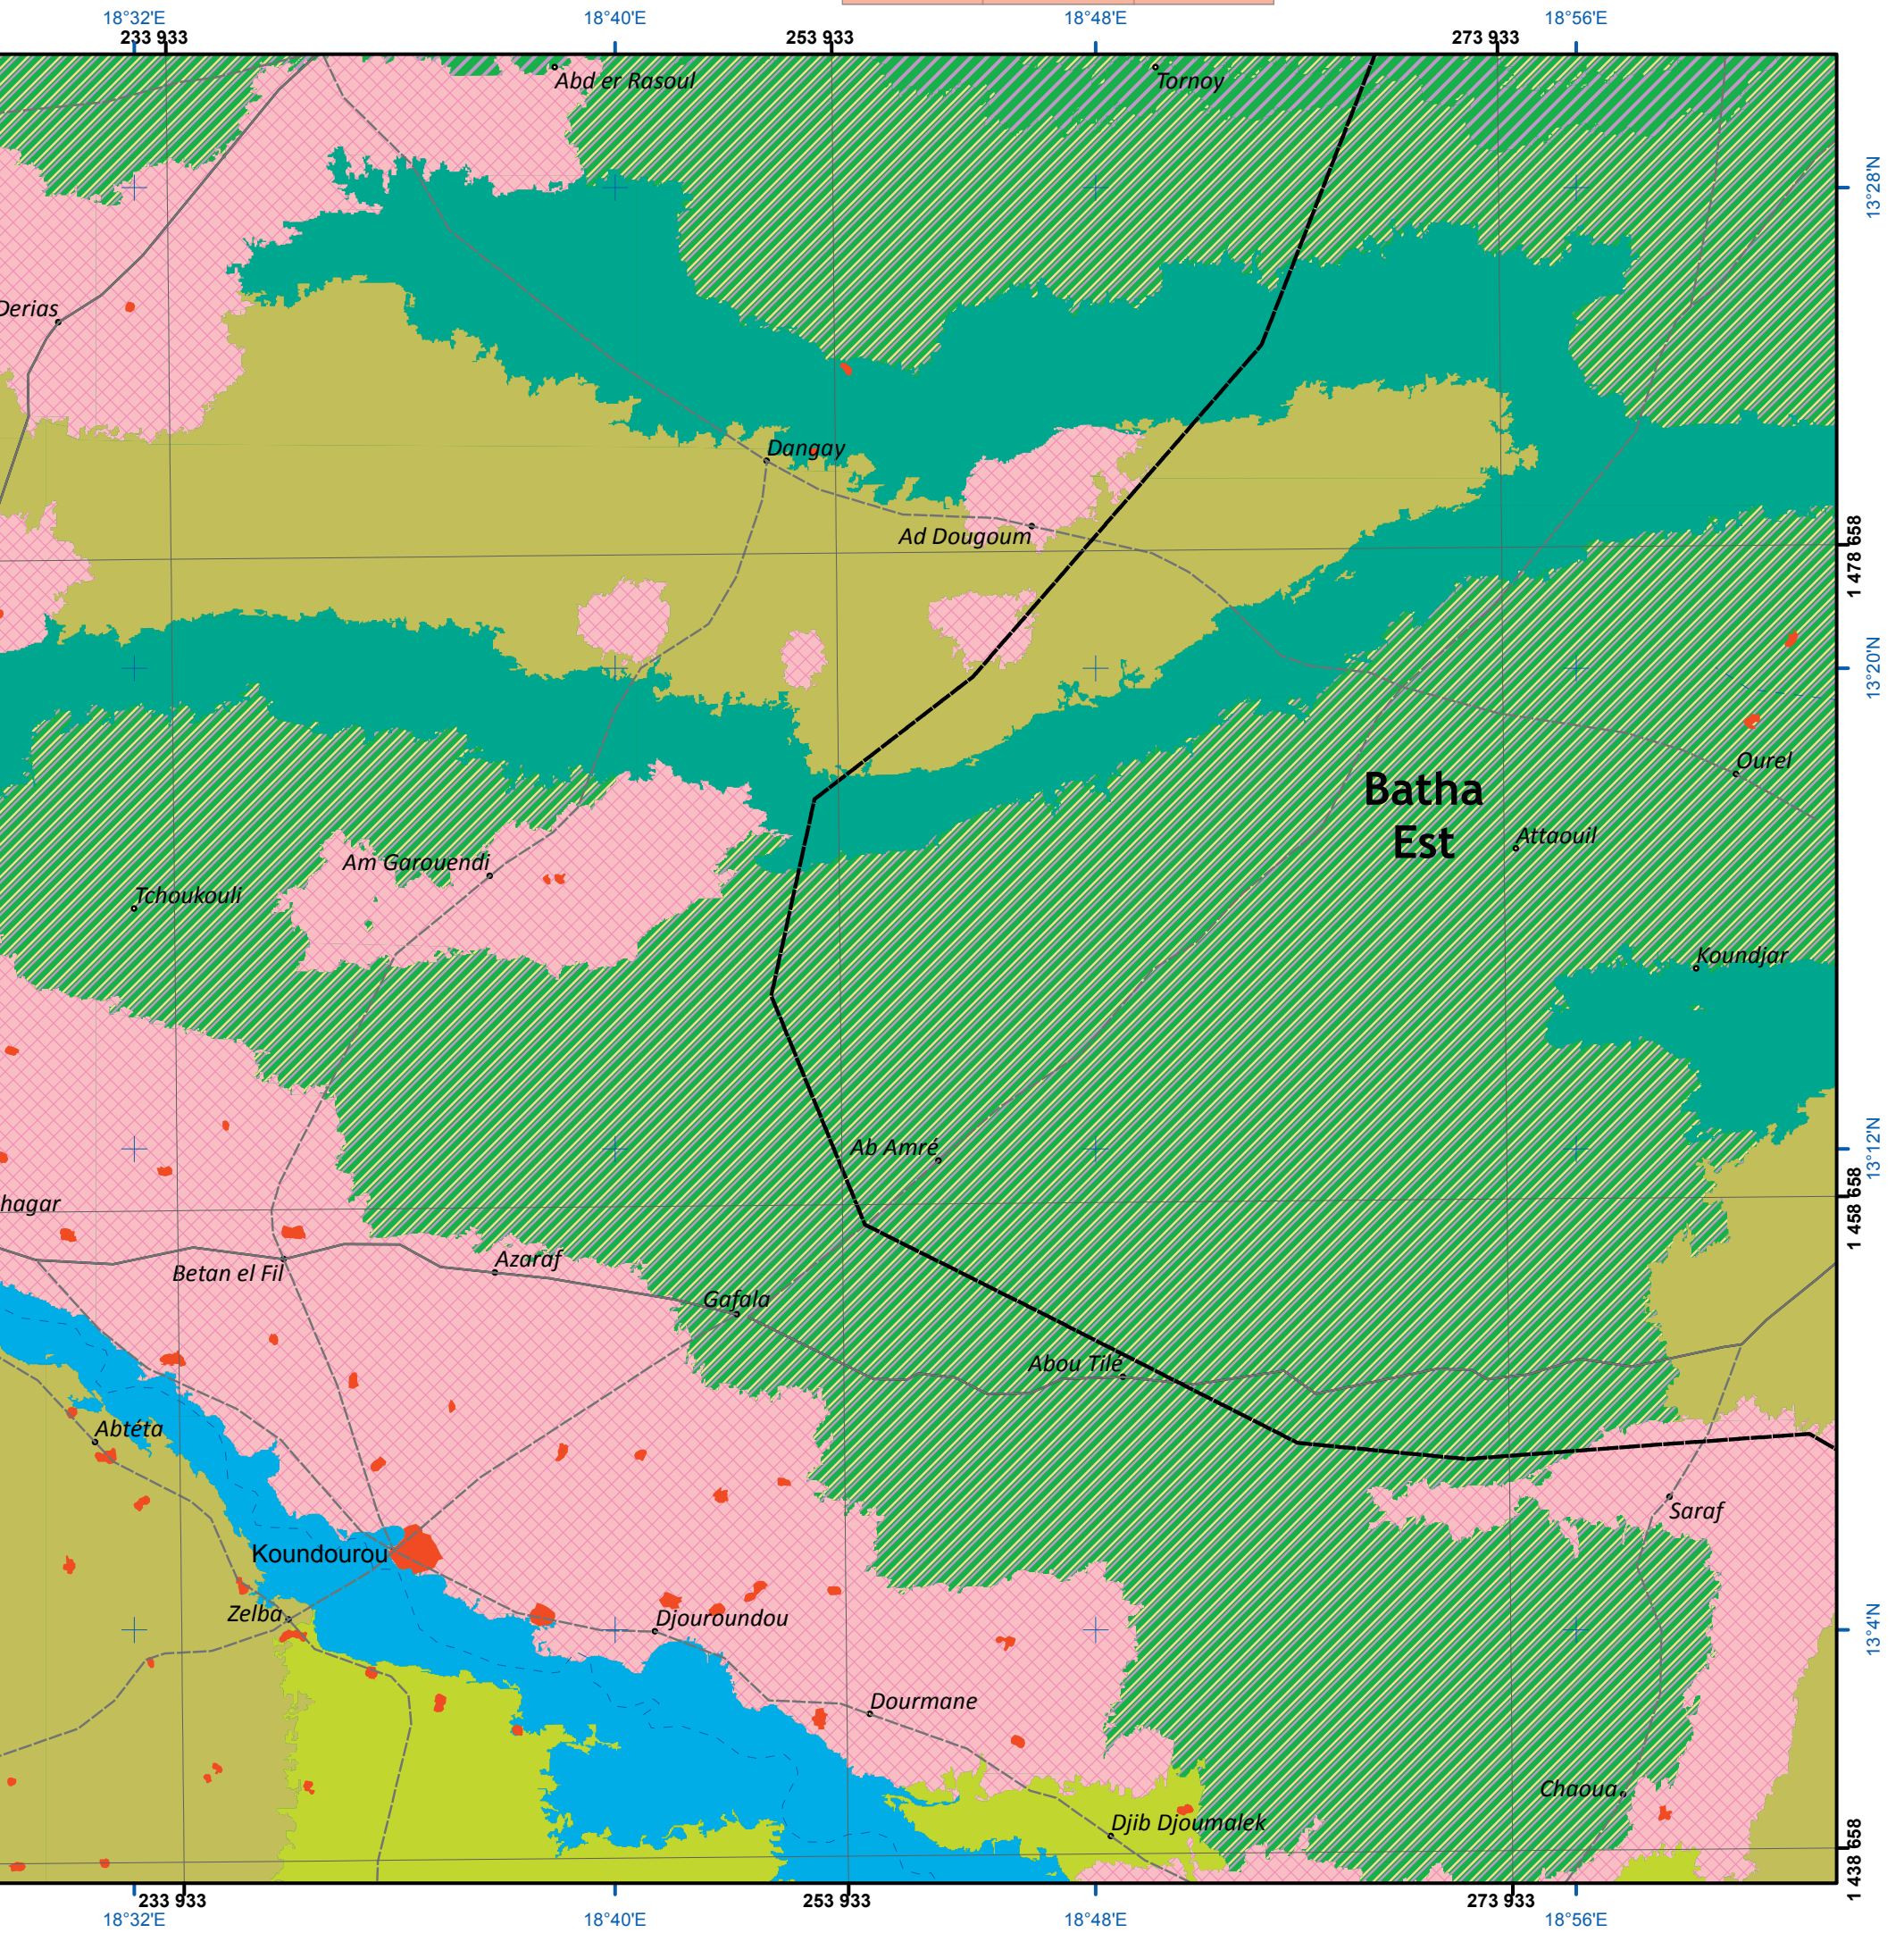 18°32'E
18°40'E
18°48'E
18°56'E
233 933
253 933
273 933
Abd er Rasoul
Tornoy
13°28'N
Derias
Dangay
Ad Dougoum
1 478 658
13°20'N
Ourel
Batha
Est
Attaouil
Am Garouendi
Tchoukouli
Koundjar
Ab Amré
13°12'N
hagar
1 458 658
Azaraf
Betan el Fil
Gafala
Abou Tilé
Abtéta
Saraf
Koundourou
Zelba
Djouroundou
13°4'N
Dourmane
Chaoua
Djib Djoumalek
1 438 658
233 933
253 933
273 933
18°32'E
18°40'E
18°48'E
18°56'E